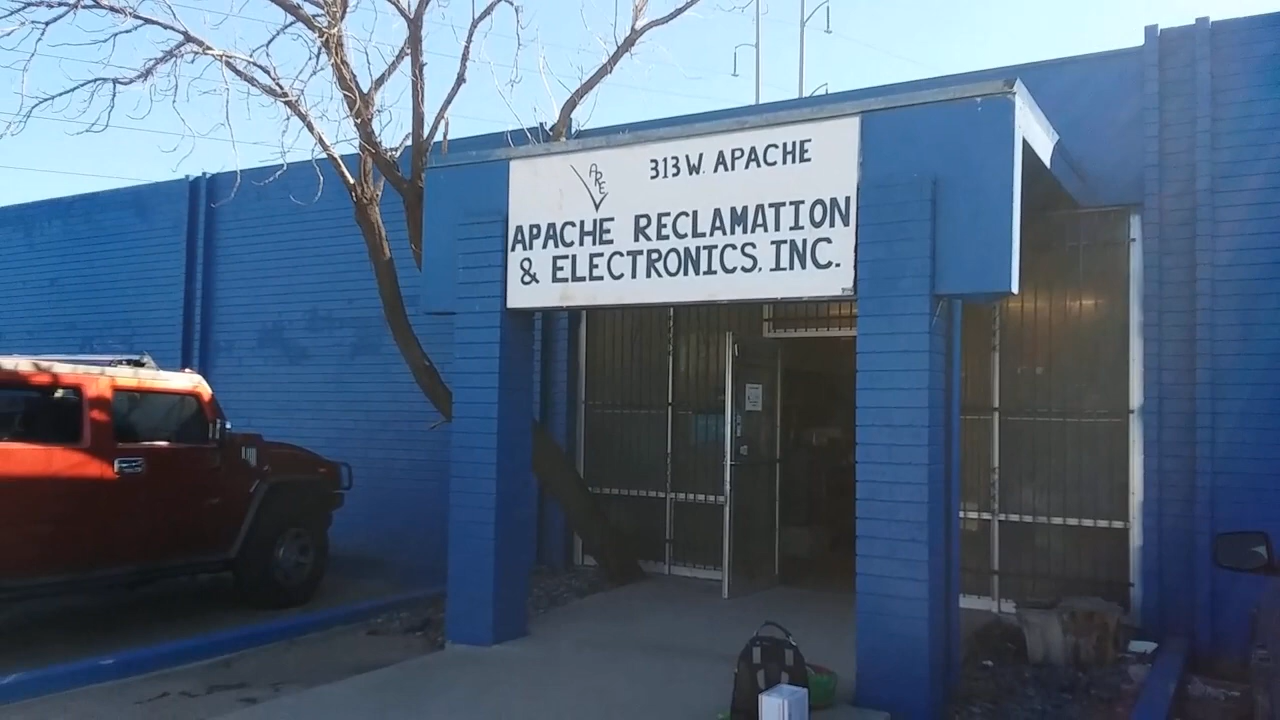 ARE
313 W. APACHE
APACHE RECLAMATION
& ELECTRONICS, INC.